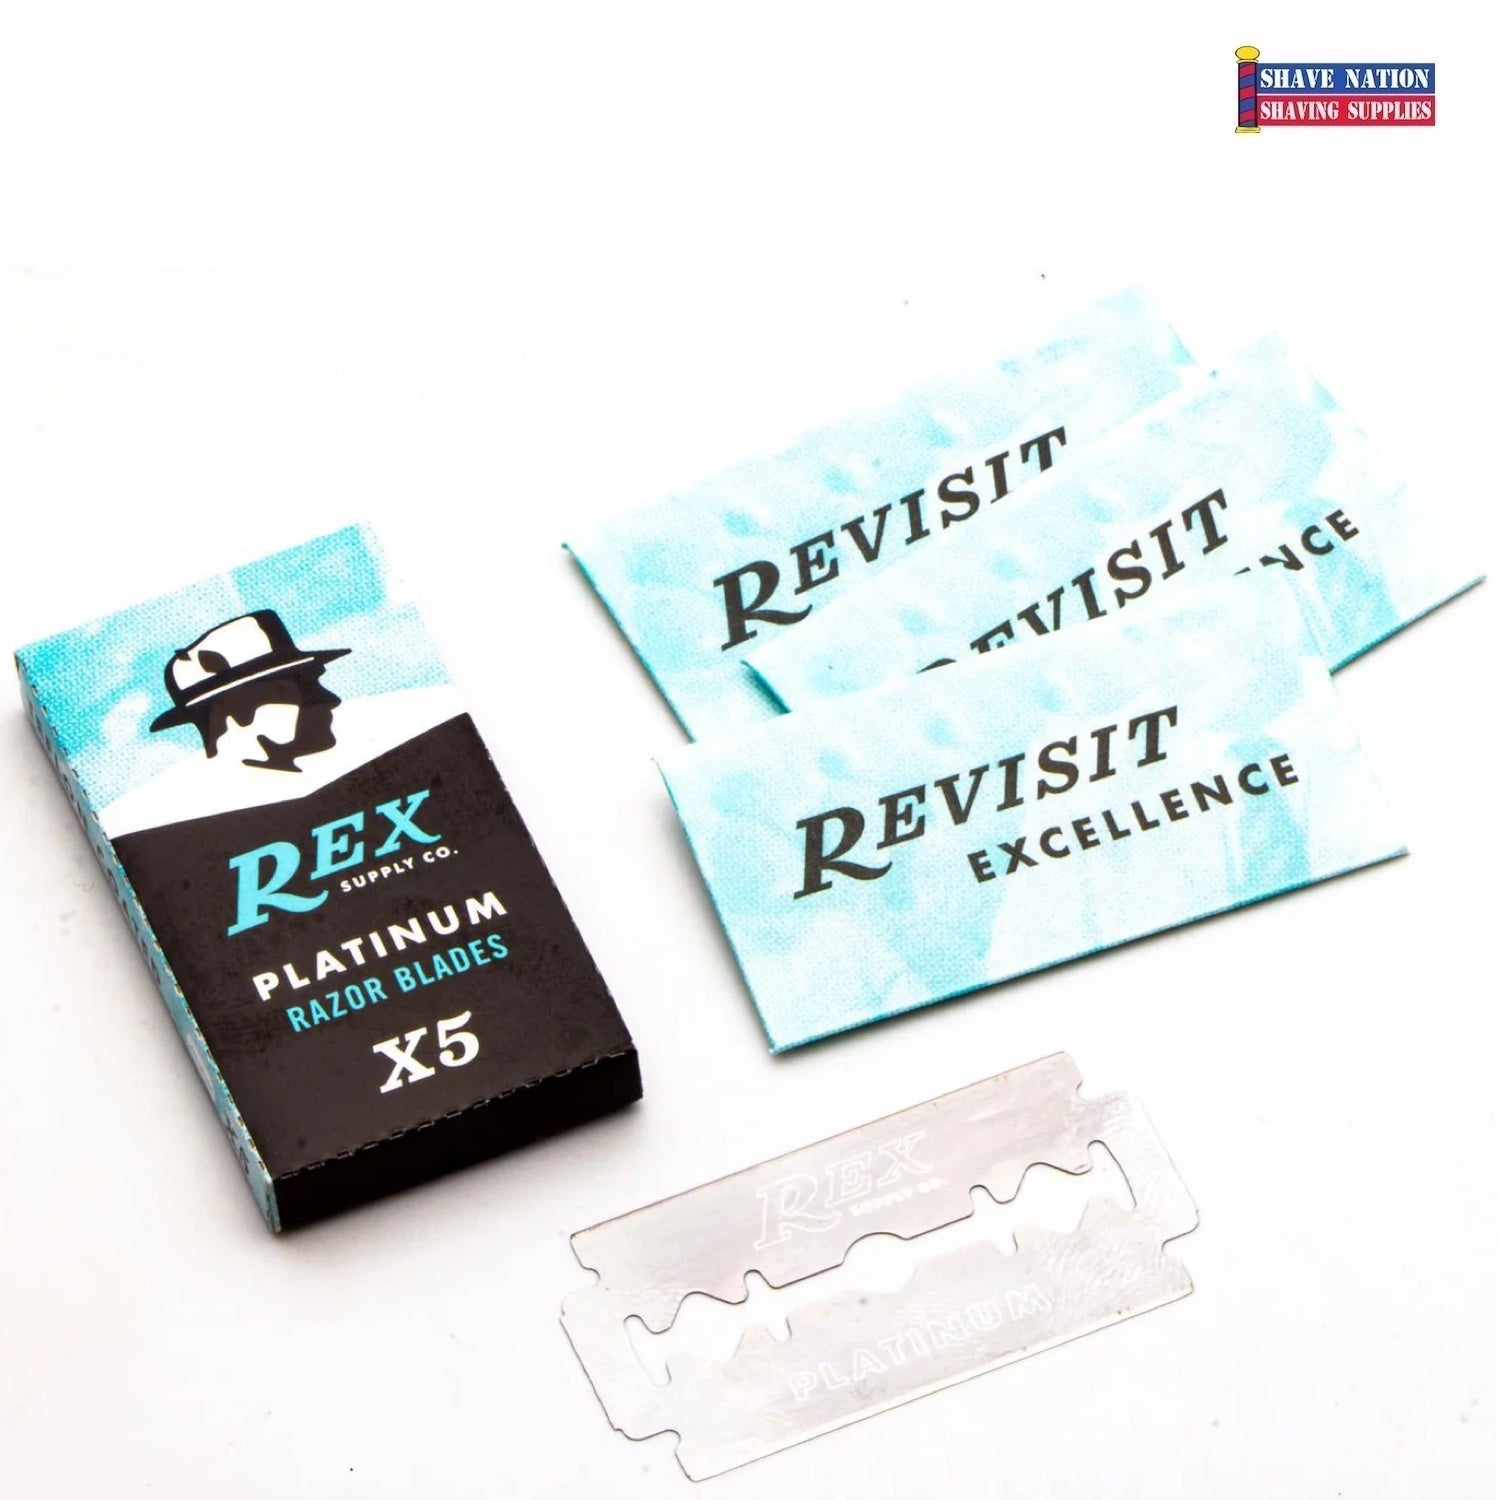 SHAVE NATION
SHAVING SUPPLIES
REVISIT
REVISIT
NCE
REVISIT
EXCELLENCE
REX
SUPPLY CO.
PLATINUM
RAZOR BLADES
X5
REX
SUPPLY CO.
PLATINUM